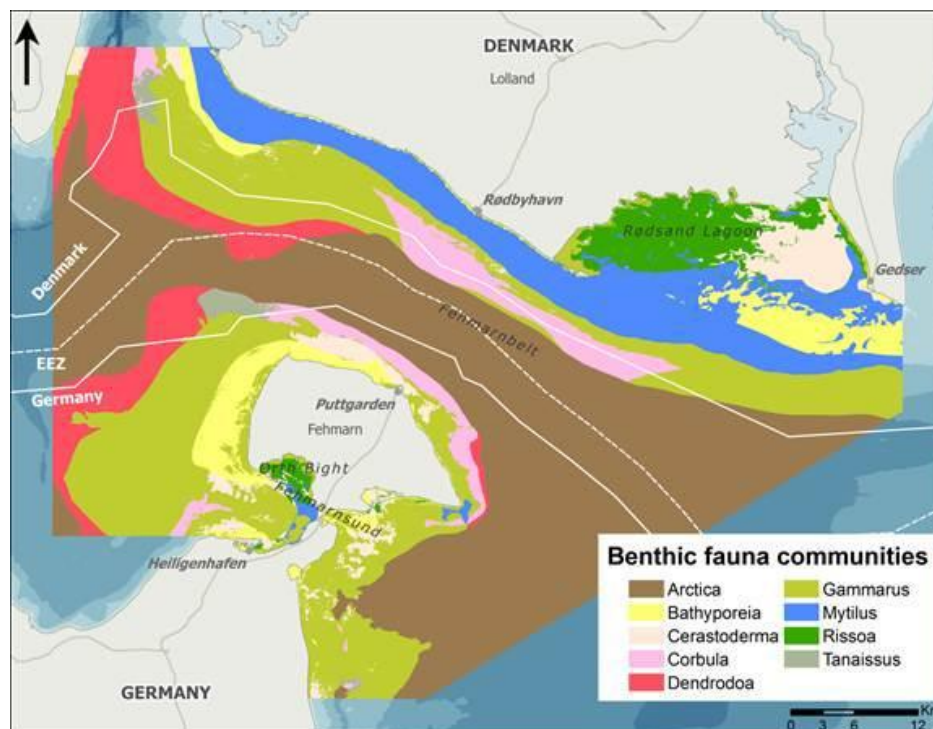 DENMARK
Lolland
Rødbyhavn
Rødsand Lagoon
Gedser
Denmark
Fehmarnbelt
EEZ
Germany
Puttgarden
Fehmarn
Orth Bight
Fehmarnsund
Heiligenhafen
GERMANY
Benthic fauna communities
Arctica
Gammarus
Bathyporeia
Mytilus
Cerastoderma
Rissoa
Corbula
Tanaissus
Dendrodoa
0 3 6 12